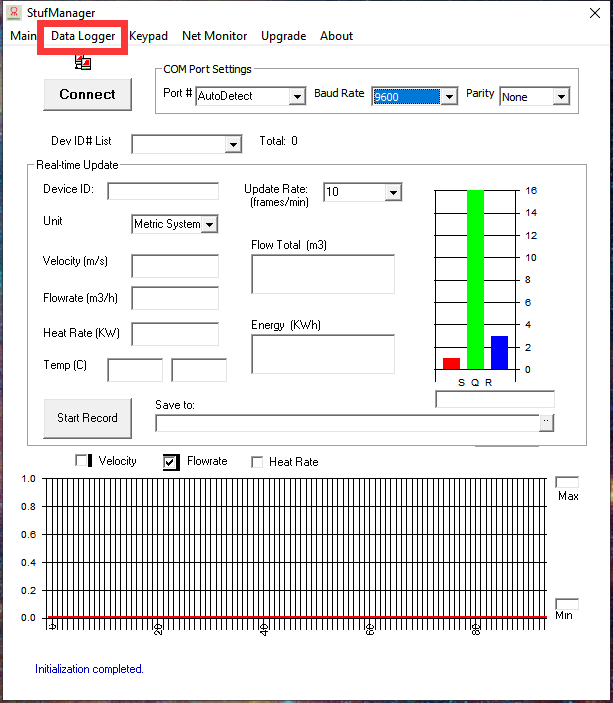 StufManager
Main Data Logger Keypad Net Monitor Upgrade About
COM Port Settings
Connect
Port # AutoDetect Baud Rate 9600 Parity None
Dev ID# List Total: 0
Real-time Update
Device ID: Update Rate: 10
(frames/min)
Unit Metric System
Velocity (m/s)
Flow Total (m3)
Flowrate (m3/h)
Heat Rate (KW)
Energy (KWh)
Temp (C)
16
14
12
10
8
6
4
2
0
S Q R
Start Record
Save to:
..
Velocity Flowrate Heat Rate
1.0
0.8
0.6
0.4
0.2
0.0
Max
Min
0 20 40 60 80
Initialization completed.